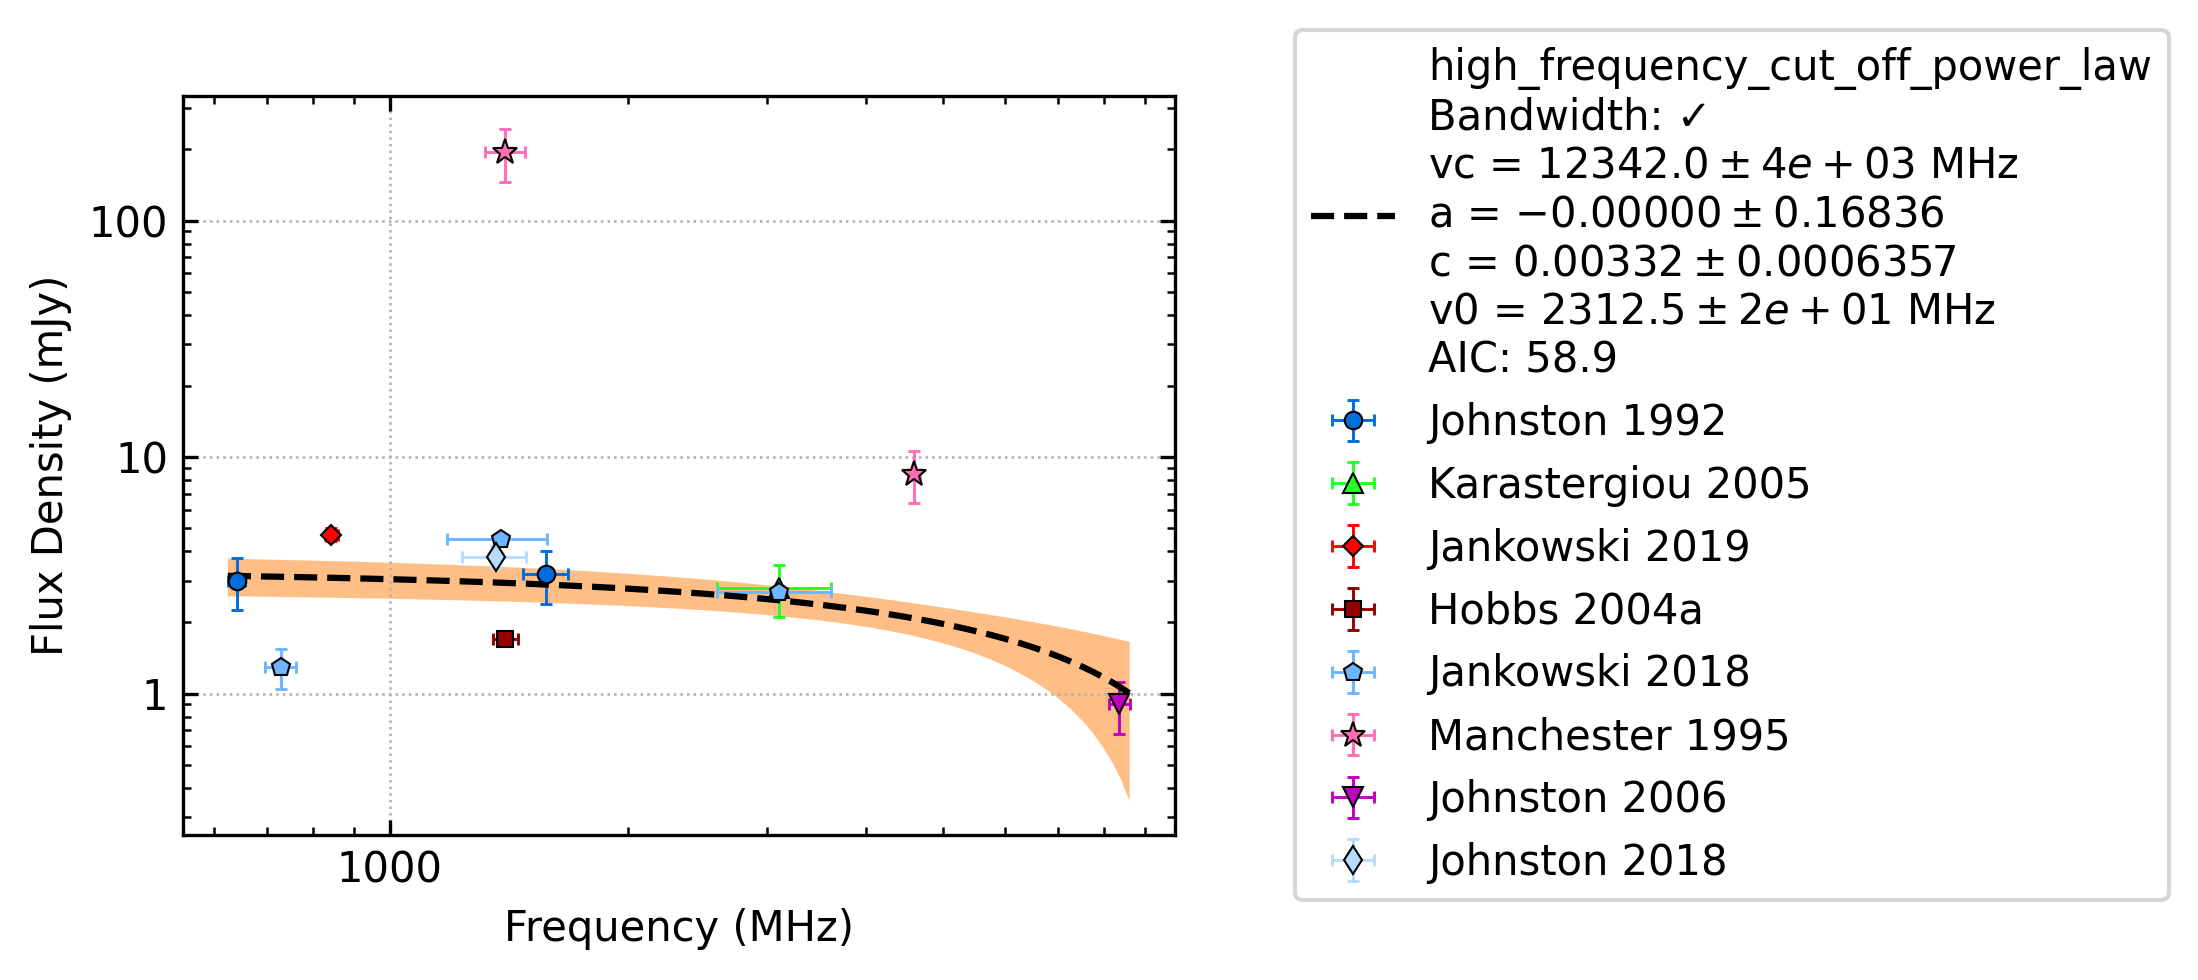 100
10
1
1000
Flux Density (mJy)
Frequency (MHz)
high_frequency_cut_off_power_law
Bandwidth: ✓
vc = 12342.0 ± 4e + 03 MHz
a = −0.00000 ± 0.16836
c = 0.00332 ± 0.0006357
v0 = 2312.5 ± 2e + 01 MHz
AIC: 58.9
Johnston 1992
Karastergiou 2005
Jankowski 2019
Hobbs 2004a
Jankowski 2018
Manchester 1995
Johnston 2006
Johnston 2018